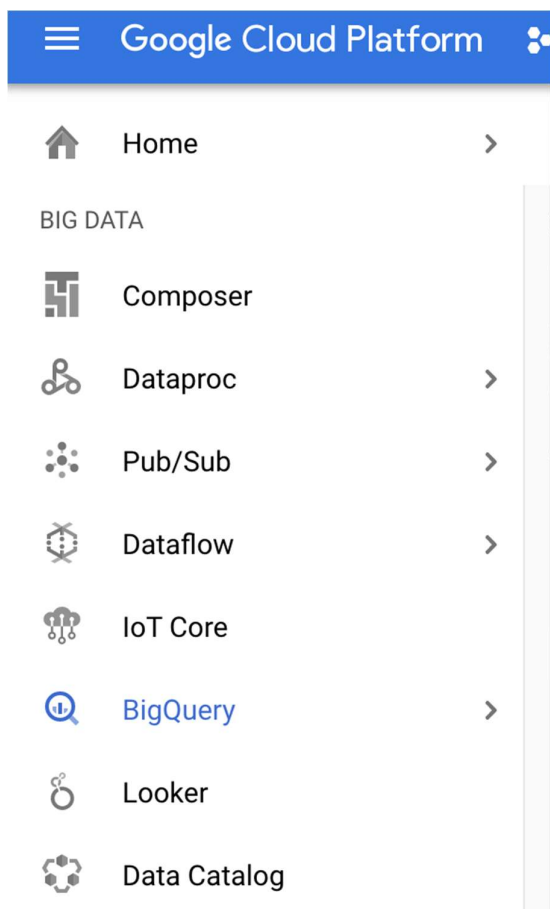 Google Cloud Platform
Home
BIG DATA
Composer
Dataproc
Pub/Sub
Dataflow
IoT Core
BigQuery
Looker
Data Catalog